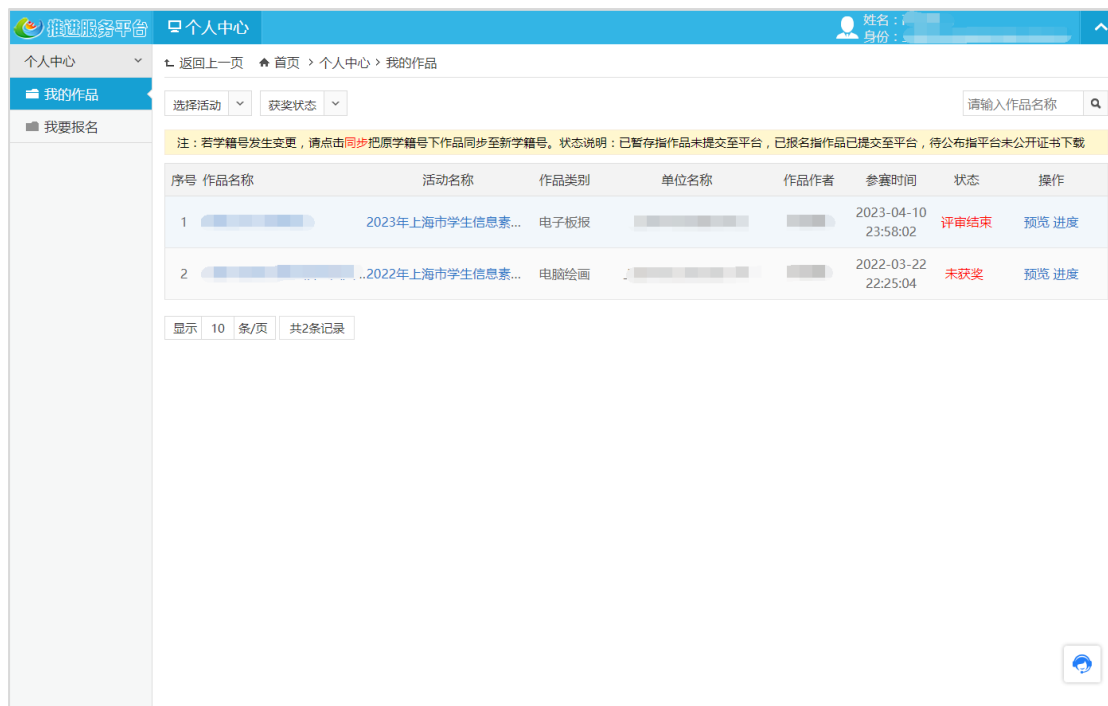 推进服务平台 个人中心 姓名：
身份：
个人中心 返回上一页 首页 > 个人中心 > 我的作品
我的作品
选择活动 获奖状态 请输入作品名称
我要报名
注：若学籍号发生变更，请点击同步把原学籍号下作品同步至新学籍号。状态说明：已暂存指作品未提交至平台，已报名指作品已提交至平台，待公布指平台未公开证书下载
序号 作品名称 活动名称 作品类别 单位名称 作品作者 参赛时间 状态 操作
1 2023年上海市学生信息素... 电子板报 2023-04-10 评审结束 预览 进度
23:58:02
2 ..2022年上海市学生信息素... 电脑绘画 2022-03-22 未获奖 预览 进度
22:25:04
显示 10 条/页 共2条记录